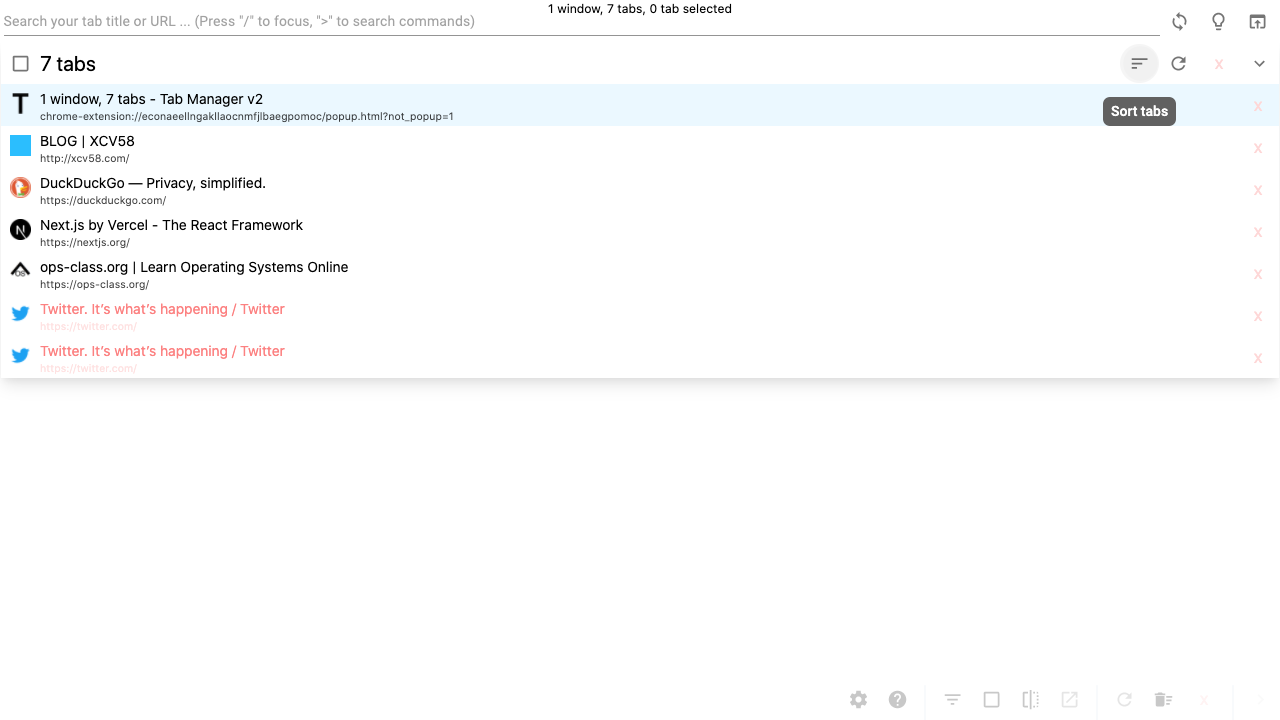 1 window, 7 tabs, 0 tab selected
Search your tab title or URL ... (Press "/" to focus, ">" to search commands)
7 tabs
x
1 window, 7 tabs - Tab Manager v2
chrome-extension://econaeellngakllaocnmfjlbaegpomoc/popup.html?not_popup=1
x
Sort tabs
BLOG | XCV58
http://xcv58.com/
x
DuckDuckGo — Privacy, simplified.
https://duckduckgo.com/
x
Next.js by Vercel - The React Framework
https://nextjs.org/
x
ops-class.org | Learn Operating Systems Online
https://ops-class.org/
x
Twitter. It’s what’s happening / Twitter
https://twitter.com/
x
Twitter. It’s what’s happening / Twitter
https://twitter.com/
x
x